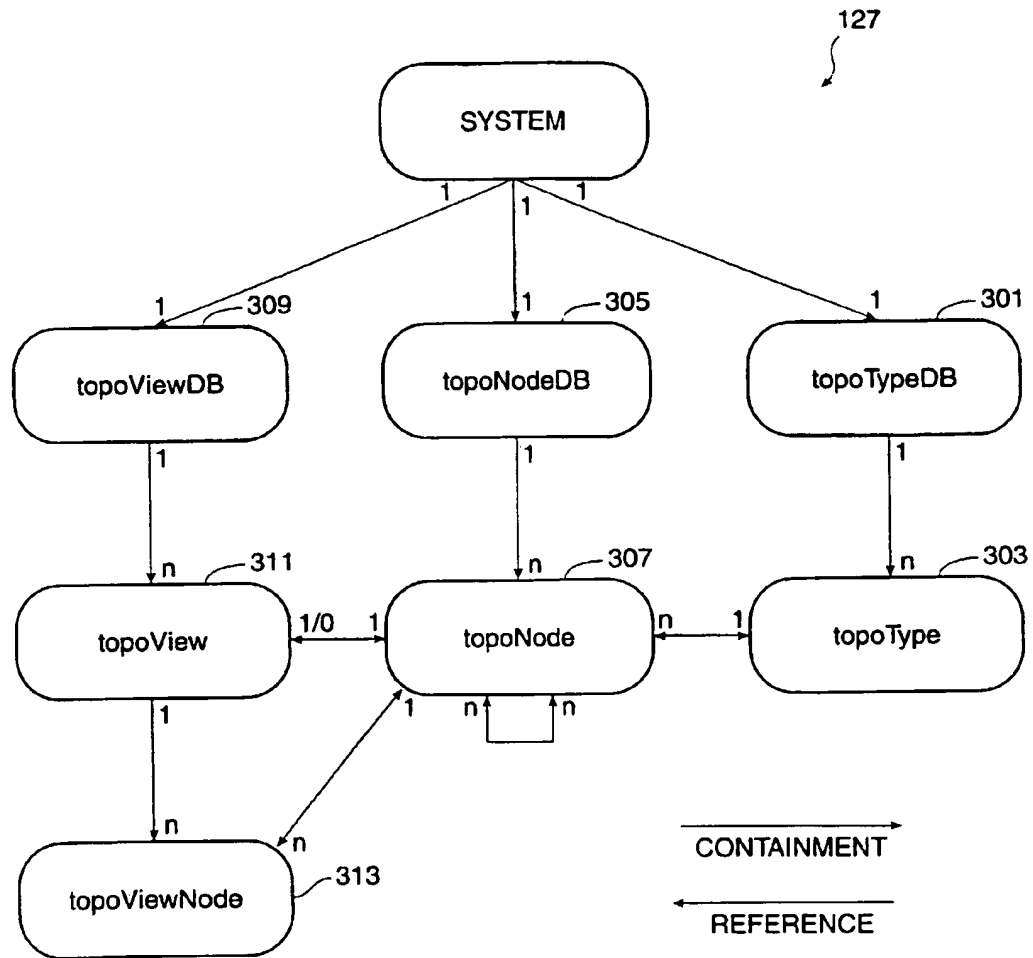 127
SYSTEM
1 1 1
1 309 1 305 1 301
topoViewDB topoNodeDB topoTypeDB
1 1 1
n 311 n 307 n 303
topoView 1/0 1 topoNode n 1 topoType
1 1 n n
n n
topoViewNode 313
CONTAINMENT
REFERENCE